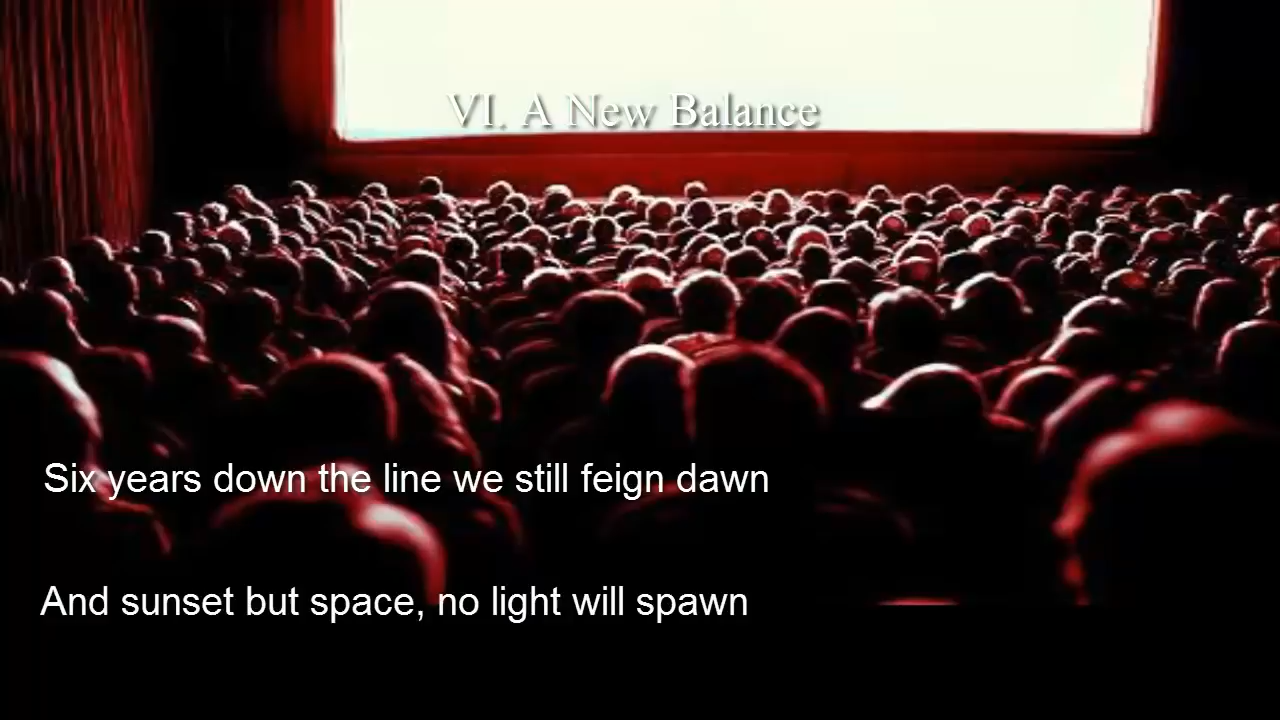 VI. A New Balance
Six years down the line we still feign dawn
And sunset but space, no light will spawn